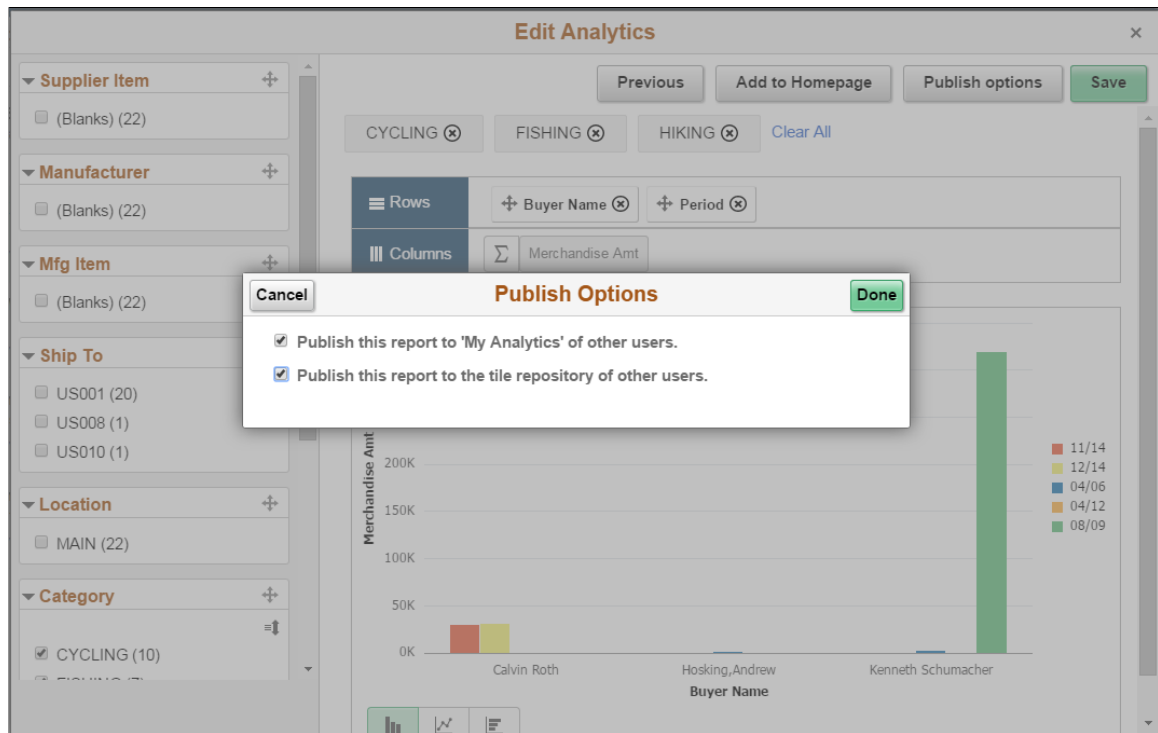 Edit Analytics
Supplier Item
(Blanks) (22)
Manufacturer
(Blanks) (22)
Mfg Item
(Blanks) (22)
Ship To
US001 (20)
US008 (1)
US010 (1)
Location
MAIN (22)
Category
CYCLING (10)
Previous Add to Homepage Publish options Save
CYCLING FISHING HIKING Clear All
Rows Buyer Name Period
Columns Σ Merchandise Amt
Cancel Publish Options Done
Publish this report to 'My Analytics' of other users.
Publish this report to the tile repository of other users.
Merchandise Amt
200K
150K
100K
50K
0K
Calvin Roth Hosking,Andrew Kenneth Schumacher
Buyer Name
11/14
12/14
04/06
04/12
08/09